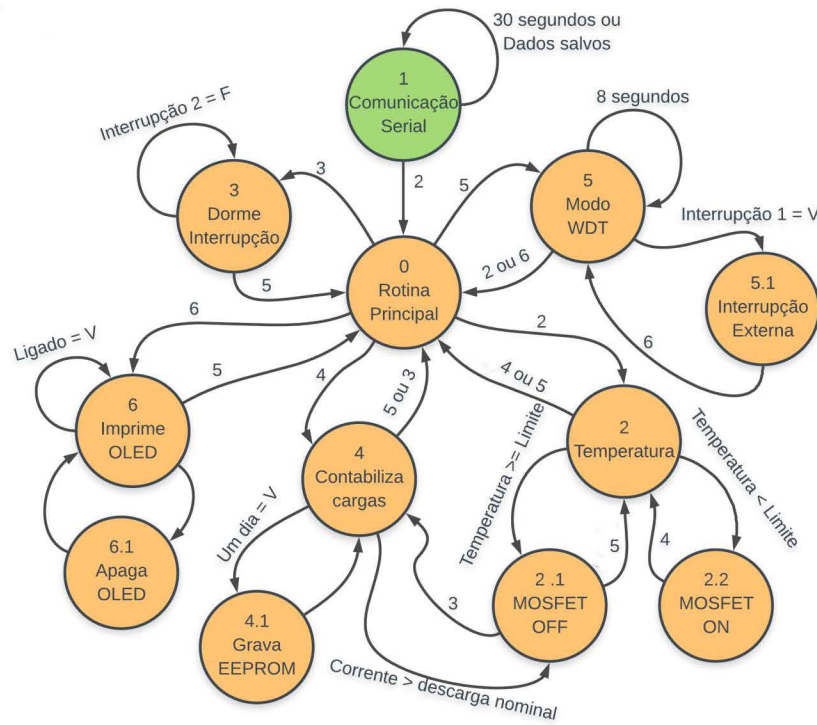 30 segundos ou
Dados salvos
1
Comunicação
Serial
Interrupção 2 = F
8 segundos
2
3
Dorme
Interrupção
3
5
5
Modo
WDT
Interrupção 1 = V
5
2 ou 6
0
Rotina
Principal
5.1
Interrupção
Externa
6
Ligado = V
5
2
6
4
5 ou 3
4 ou 5
6
Imprime
OLED
4
Contabiliza
cargas
2
Temperatura
Temperatura >= Limite
Temperatura < Limite
Um dia = V
6.1
Apaga
OLED
5
4
2 .1
MOSFET
OFF
2.2
MOSFET
ON
3
4.1
Grava
EEPROM
Corrente > descarga nominal